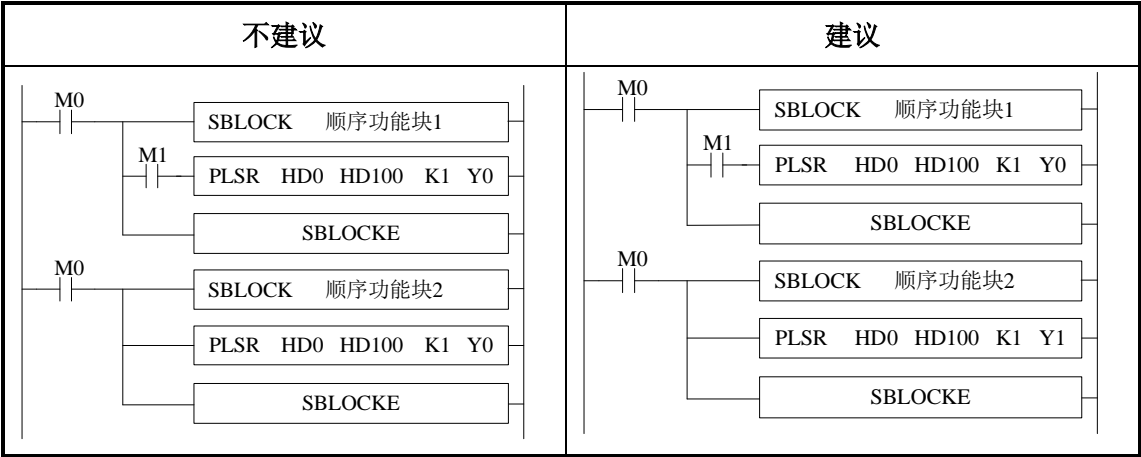 不建议
M0
SBLOCK 顺序功能块1
M1
PLSR HD0 HD100 K1 Y0
SBLOCKE
M0
SBLOCK 顺序功能块2
PLSR HD0 HD100 K1 Y0
SBLOCKE
建议
M0
SBLOCK 顺序功能块1
M1
PLSR HD0 HD100 K1 Y0
SBLOCKE
M0
SBLOCK 顺序功能块2
PLSR HD0 HD100 K1 Y1
SBLOCKE